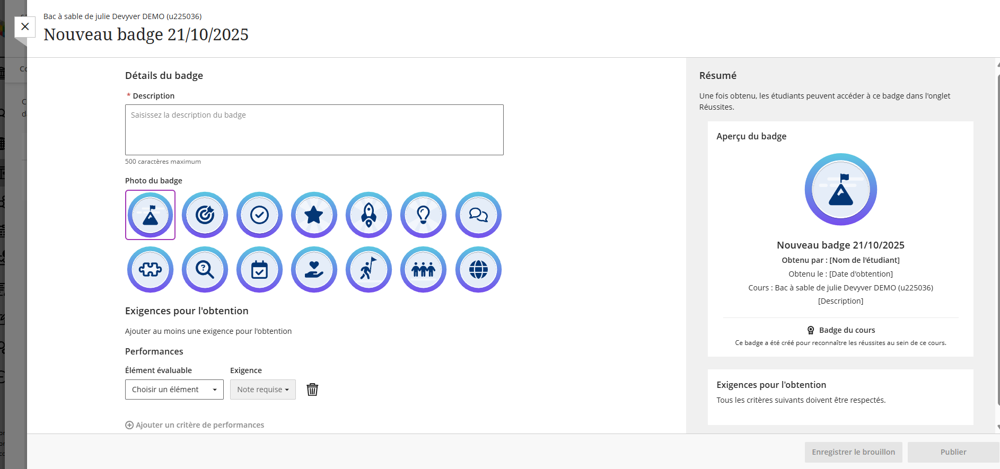 Bac à sable de julie Devyver DEMO (u225036)
Nouveau badge 21/10/2025
Détails du badge
* Description
Saisissez la description du badge
500 caractères maximum
Photo du badge
?
Exigences pour l'obtention
Ajouter au moins une exigence pour l'obtention
Performances
Élément évaluable Exigence
Choisir un élément Note requise
Ajouter un critère de performances
Résumé
Une fois obtenu, les étudiants peuvent accéder à ce badge dans l'onglet
Réussites.
Aperçu du badge
Nouveau badge 21/10/2025
Obtenu par : [Nom de l'étudiant]
Obtenu le : [Date d'obtention]
Cours : Bac à sable de julie Devyver DEMO (u225036)
[Description]
Badge du cours
Ce badge a été créé pour reconnaître les réussites au sein de ce cours.
Exigences pour l'obtention
Tous les critères suivants doivent être respectés.
Enregistrer le brouillon Publier